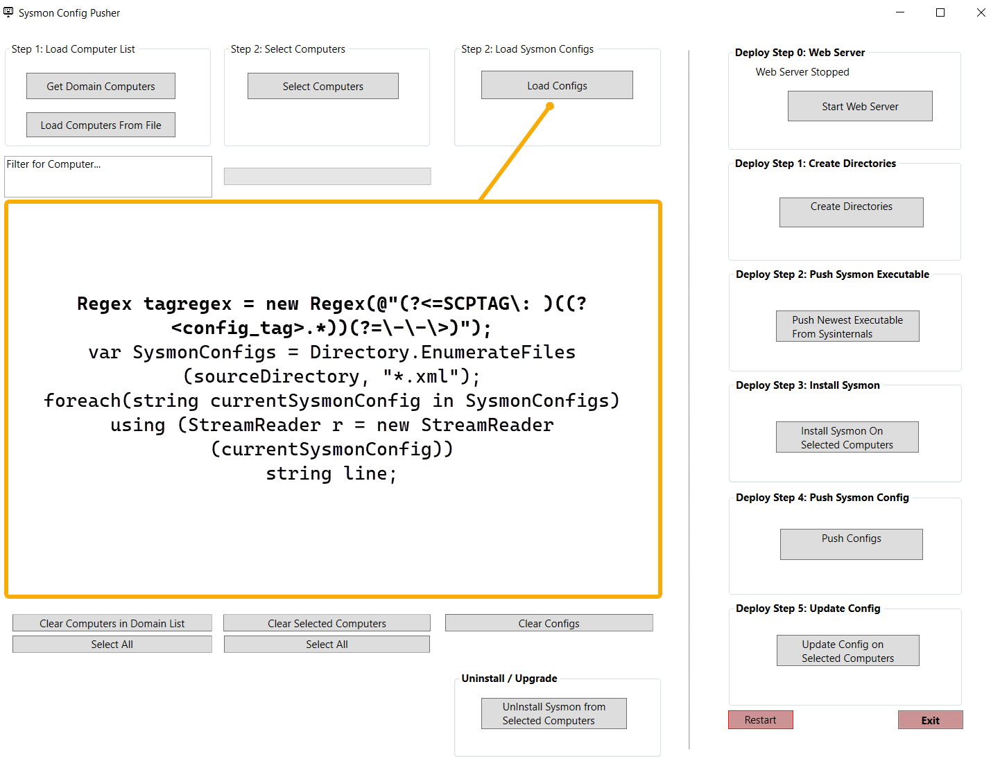 Sysmon Config Pusher
Step 1: Load Computer List
Get Domain Computers
Load Computers From File
Step 2: Select Computers
Select Computers
Step 2: Load Sysmon Configs
Load Configs
Filter for Computer...
Regex tagregex = new Regex(@"(?<=SCPTAG\: )((?
<config_tag>.*))(?=\-\-\>)");
var SysmonConfigs = Directory.EnumerateFiles
(sourceDirectory, "*.xml");
foreach(string currentSysmonConfig in SysmonConfigs)
using (StreamReader r = new StreamReader
(currentSysmonConfig))
string line;
Clear Computers in Domain List
Select All
Clear Selected Computers
Select All
Clear Configs
Uninstall / Upgrade
UnInstall Sysmon from
Selected Computers
Deploy Step 0: Web Server
Web Server Stopped
Start Web Server
Deploy Step 1: Create Directories
Create Directories
Deploy Step 2: Push Sysmon Executable
Push Newest Executable
From Sysinternals
Deploy Step 3: Install Sysmon
Install Sysmon On
Selected Computers
Deploy Step 4: Push Sysmon Config
Push Configs
Deploy Step 5: Update Config
Update Config on
Selected Computers
Restart
Exit